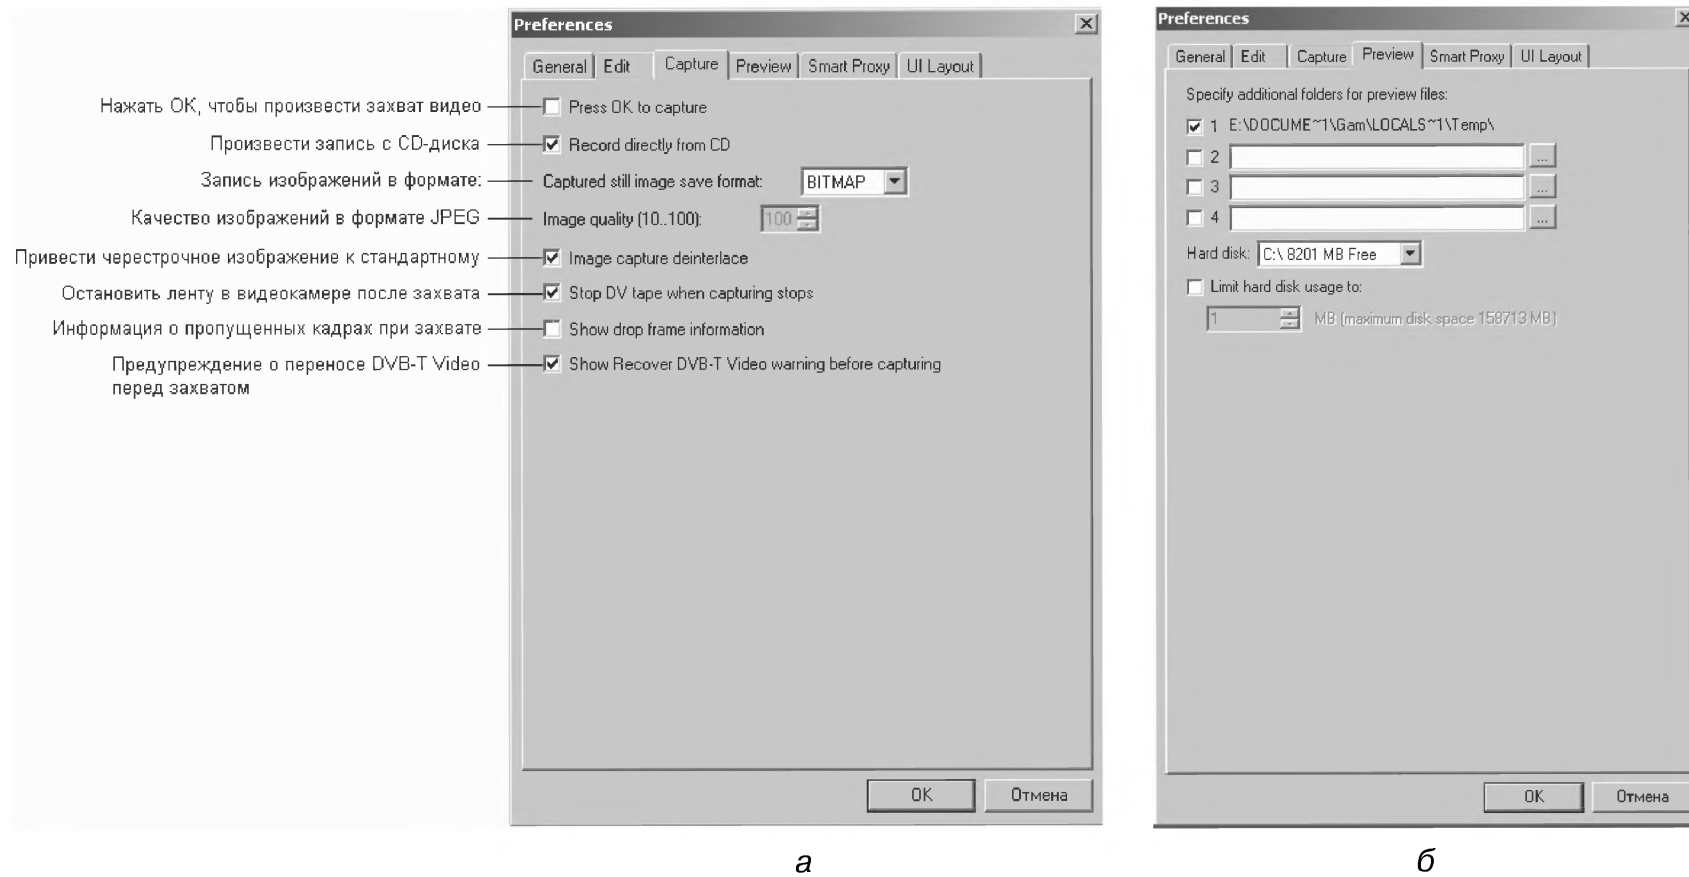 Preferences
General Edit Capture Preview Smart Proxy UI Layout
Нажать ОК, чтобы произвести захват видео
Press OK to capture
Произвести запись с CD-диска
Record directly from CD
Запись изображений в формате:
Captured still image save format: BITMAP
Качество изображений в формате JPEG
Image quality (10..100): 100
Привести черестрочное изображение к стандартному
Image capture deinterlace
Остановить ленту в видеокамере после захвата
Stop DV tape when capturing stops
Информация о пропущенных кадрах при захвате
Show drop frame information
Предупреждение о переносе DVB-T Video
перед захватом
Show Recover DVB-T Video warning before capturing
OK Отмена
а
Preferences
General Edit Capture Preview Smart Proxy UI Layout
Specify additional folders for preview files:
1 E:\DOCUME~1\Gam\LOCALS~1\Temp\
2 ...
3 ...
4 ...
Hard disk: C:\ 8201 MB Free
Limit hard disk usage to:
1 MB (maximum disk space 158713 MB)
OK Отмена
б